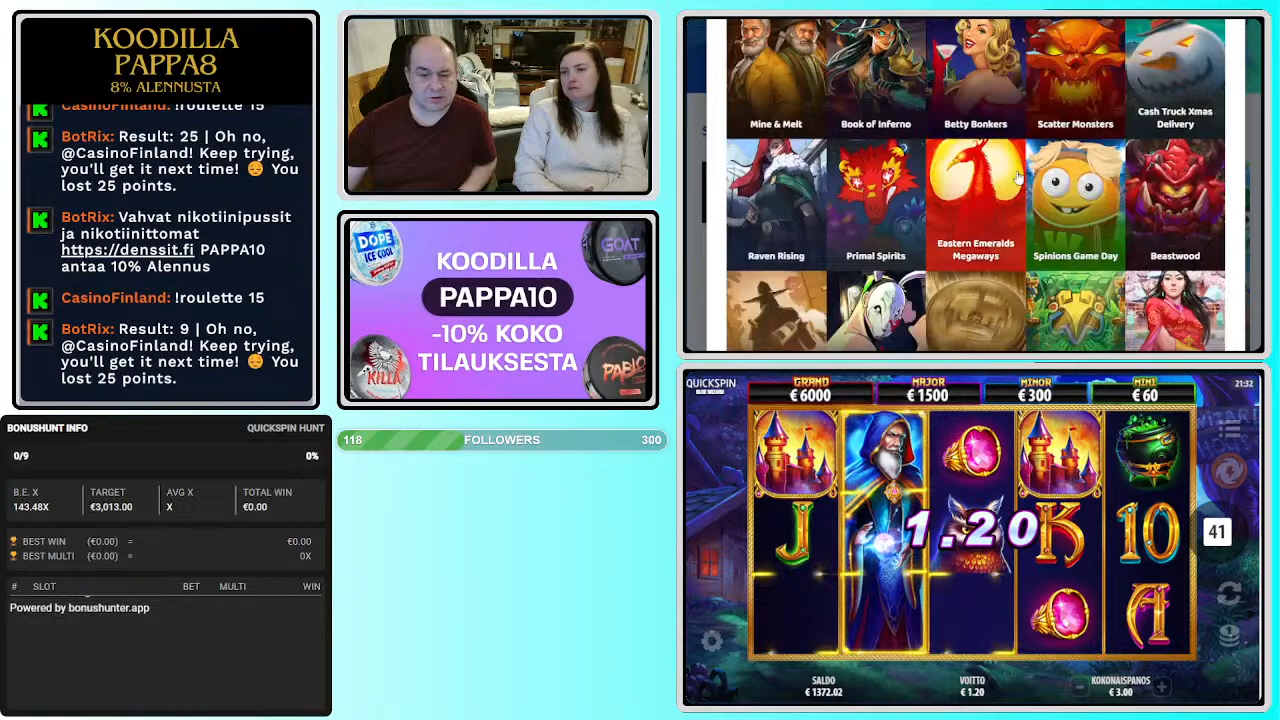 KOODILLA
PAPPA8
8% ALENNUSTA
CasinoFinland: !roulette 15
BotRix: Result: 25 | Oh no,
@CasinoFinland! Keep trying,
you'll get it next time! 😔 You
lost 25 points.
BotRix: Vahvat nikotiinipussit
ja nikotiinittomat
https://denssit.fi PAPPA10
antaa 10% Alennus
CasinoFinland: !roulette 15
BotRix: Result: 9 | Oh no,
@CasinoFinland! Keep trying,
you'll get it next time! 😔 You
lost 25 points.
BONUSHUNT INFO QUICKSPIN HUNT
0/9 0%
B.E. X TARGET AVG X TOTAL WIN
143.48X €3,013.00 X €0.00
BEST WIN (€0.00) = €0.00
BEST MULTI (€0.00) = 0X
# SLOT BET MULTI WIN
Powered by bonushunter.app
DOPE
ICE COOL
GOAT
KILLA
PABLO
KOODILLA
PAPPA10
-10% KOKO
TILAUKSESTA
118 FOLLOWERS 300
Mine & Melt
Book of Inferno
Betty Bonkers
Scatter Monsters
Cash Truck Xmas
Delivery
Raven Rising
Primal Spirits
Eastern Emeralds
Megaways
Spinions Game Day
Beastwood
QUICKSPIN
GRAND
€ 6000
MAJOR
€ 1500
MINOR
€ 300
MINI
€ 60
21:32
J
1.20
K
10
A
41
SALDO
€ 1372.02
VOITTO
€ 1.20
KOKONAISPANOS
€ 3.00